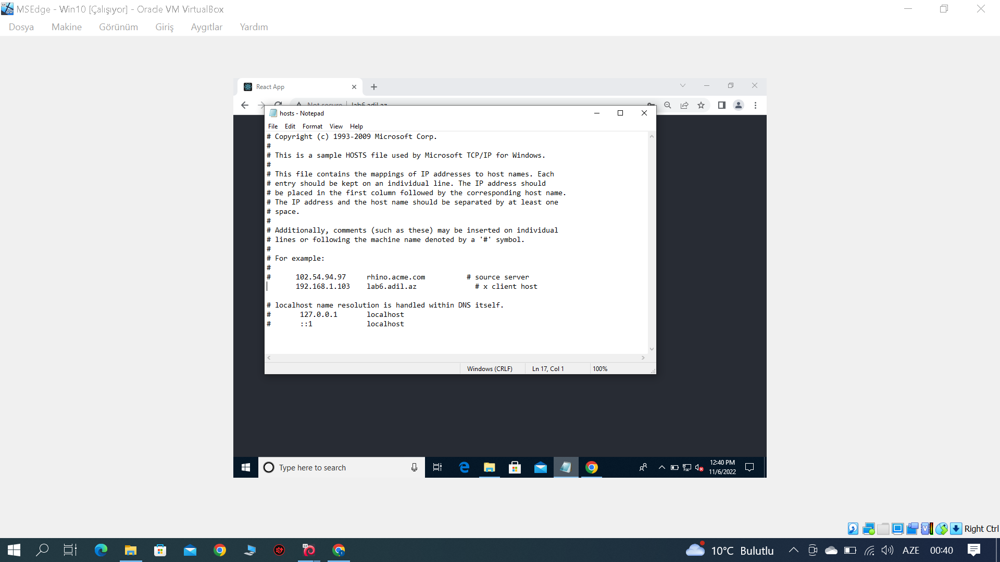 MSEdge - Win10 [Çalışıyor] - Oracle VM VirtualBox
Dosya Makine Görünüm Giriş Aygıtlar Yardım
React App
Not secure lab6.adil.az
hosts - Notepad
File Edit Format View Help
# Copyright (c) 1993-2009 Microsoft Corp.
#
# This is a sample HOSTS file used by Microsoft TCP/IP for Windows.
#
# This file contains the mappings of IP addresses to host names. Each
# entry should be kept on an individual line. The IP address should
# be placed in the first column followed by the corresponding host name.
# The IP address and the host name should be separated by at least one
# space.
#
# Additionally, comments (such as these) may be inserted on individual
# lines or following the machine name denoted by a '#' symbol.
#
# For example:
#
# 102.54.94.97 rhino.acme.com # source server
192.168.1.103 lab6.adil.az # x client host
# localhost name resolution is handled within DNS itself.
# 127.0.0.1 localhost
# ::1 localhost
Windows (CRLF) Ln 17, Col 1 100%
Type here to search
12:40 PM
11/6/2022
Right Ctrl
10°C Bulutlu
AZE 00:40